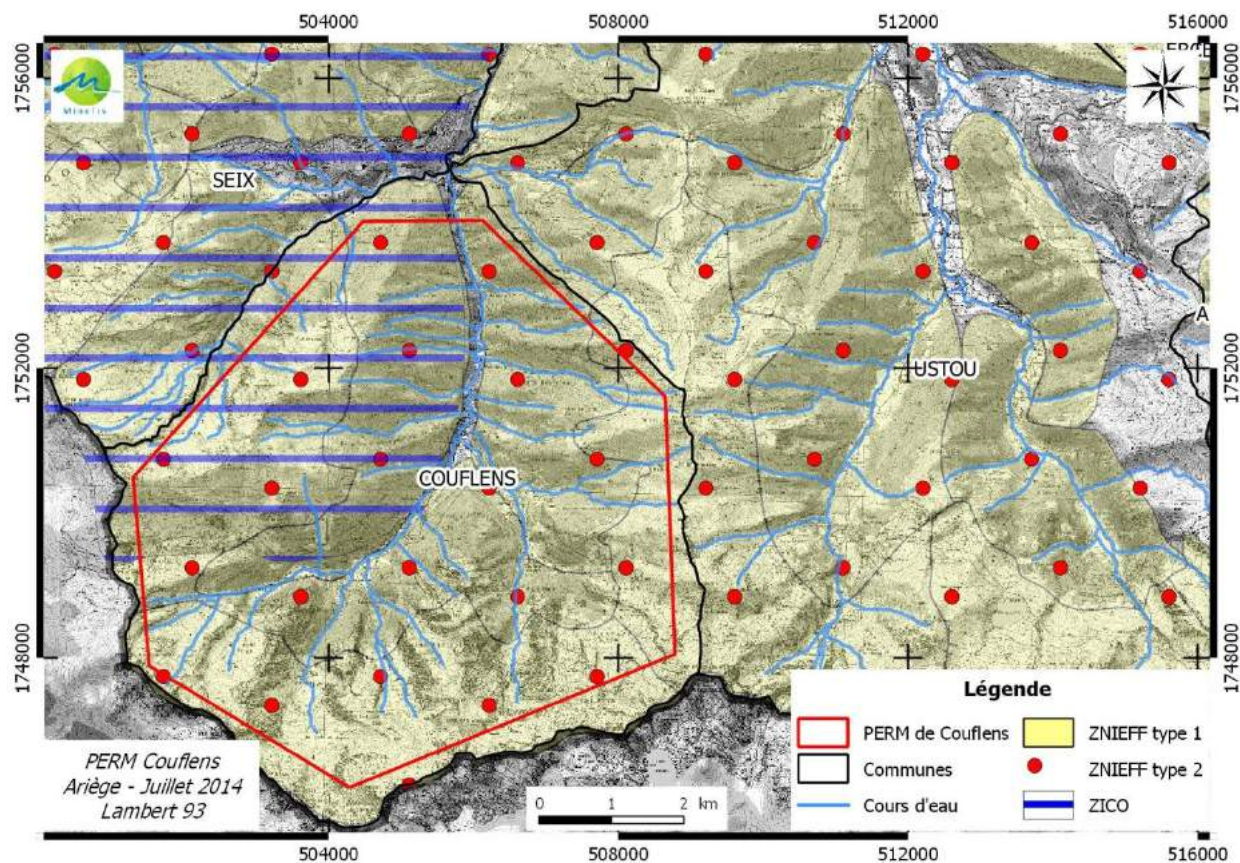 504000
508000
512000
516000
1756000
1756000
Minelis
SEIX
A
1752000
1752000
USTOU
COUFLENS
1748000
1748000
PERM Couflens
Ariège - Juillet 2014
Lambert 93
0 1 2 km
Légende
PERM de Couflens
ZNIEFF type 1
Communes
ZNIEFF type 2
Cours d'eau
ZICO
504000
508000
512000
516000